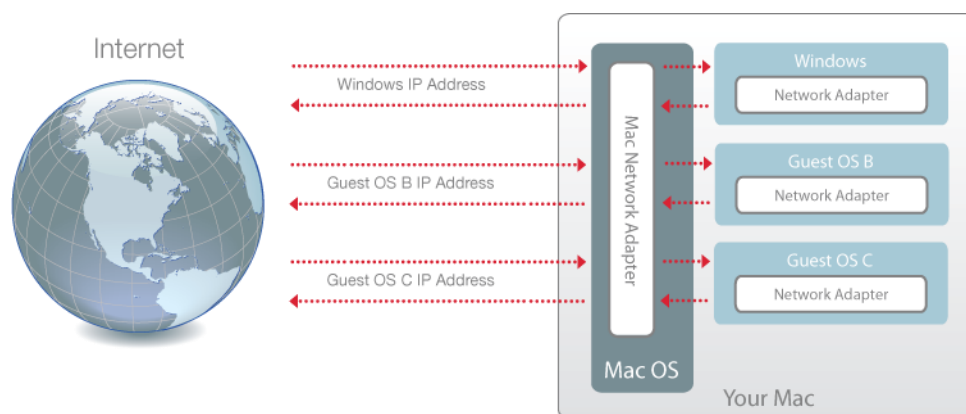 Internet
Windows IP Address
Guest OS B IP Address
Guest OS C IP Address
Mac Network Adapter
Mac OS
Windows
Network Adapter
Guest OS B
Network Adapter
Guest OS C
Network Adapter
Your Mac